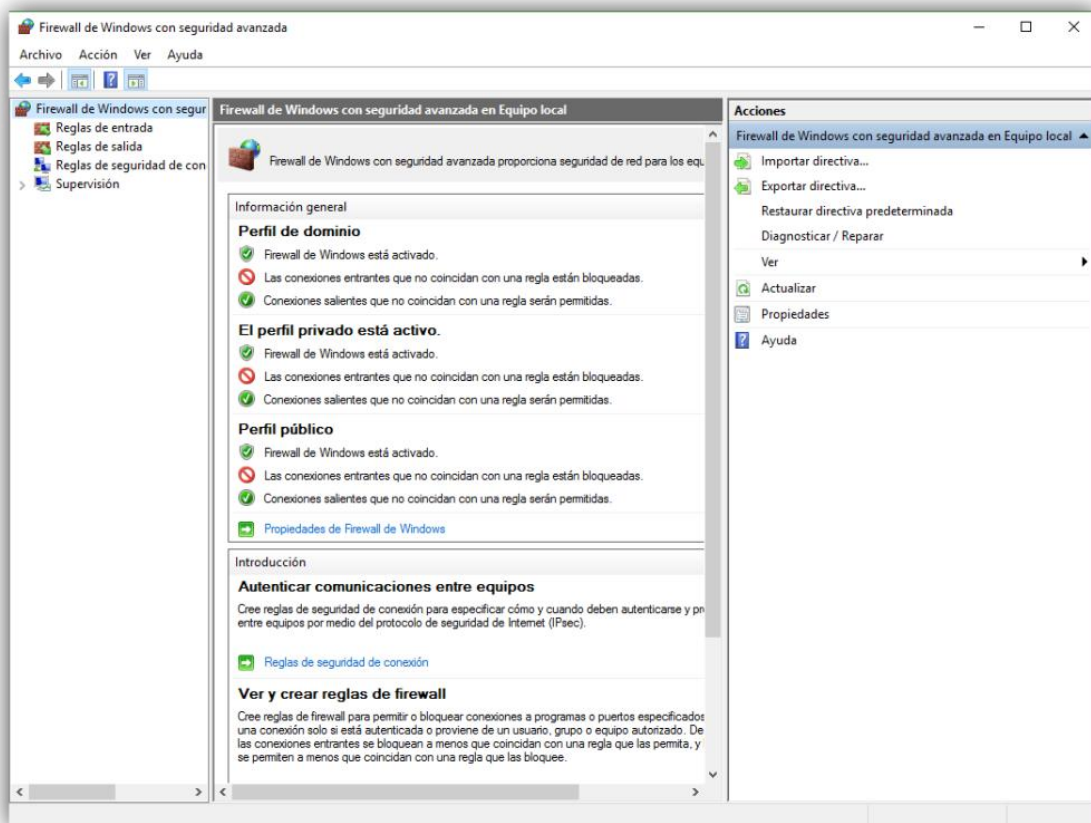 Firewall de Windows con seguridad avanzada
Archivo Acción Ver Ayuda
Firewall de Windows con segur
Reglas de entrada
Reglas de salida
Reglas de seguridad de con
Supervisión
Firewall de Windows con seguridad avanzada en Equipo local
Firewall de Windows con seguridad avanzada proporciona seguridad de red para los equ
Información general
Perfil de dominio
Firewall de Windows está activado.
Las conexiones entrantes que no coincidan con una regla están bloqueadas.
Conexiones salientes que no coincidan con una regla serán permitidas.
El perfil privado está activo.
Firewall de Windows está activado.
Las conexiones entrantes que no coincidan con una regla están bloqueadas.
Conexiones salientes que no coincidan con una regla serán permitidas.
Perfil público
Firewall de Windows está activado.
Las conexiones entrantes que no coincidan con una regla están bloqueadas.
Conexiones salientes que no coincidan con una regla serán permitidas.
Propiedades de Firewall de Windows
Introducción
Autenticar comunicaciones entre equipos
Cree reglas de seguridad de conexión para especificar cómo y cuando deben autenticarse y pr
entre equipos por medio del protocolo de seguridad de Internet (IPsec).
Reglas de seguridad de conexión
Ver y crear reglas de firewall
Cree reglas de firewall para permitir o bloquear conexiones a programas o puertos especificados
una conexión solo si está autenticada o proviene de un usuario, grupo o equipo autorizado. De
las conexiones entrantes se bloquean a menos que coincidan con una regla que las permita, y
se permiten a menos que coincidan con una regla que las bloquee.
Acciones
Firewall de Windows con seguridad avanzada en Equipo local
Importar directiva...
Exportar directiva...
Restaurar directiva predeterminada
Diagnosticar / Reparar
Ver
Actualizar
Propiedades
Ayuda